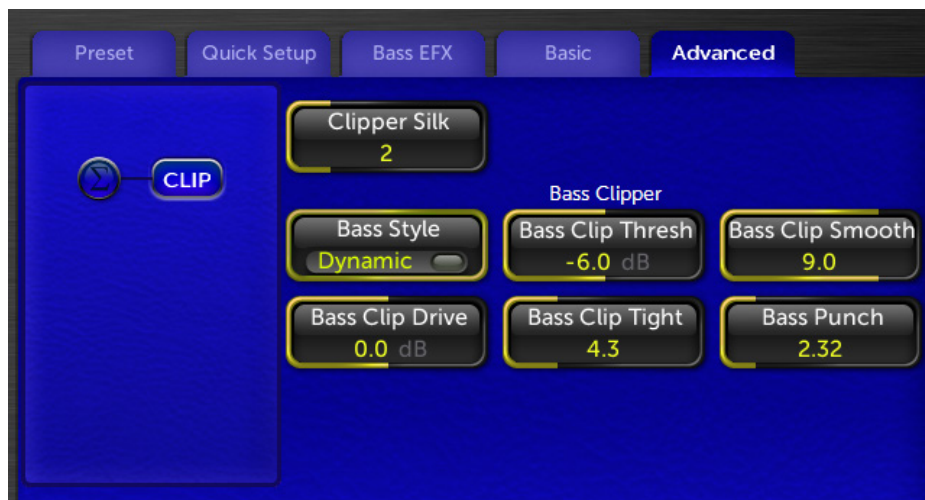 Preset
Quick Setup
Bass EFX
Basic
Advanced
Σ
CLIP
Clipper Silk
2
Bass Clipper
Bass Style
Dynamic
Bass Clip Thresh
-6.0 dB
Bass Clip Smooth
9.0
Bass Clip Drive
0.0 dB
Bass Clip Tight
4.3
Bass Punch
2.32